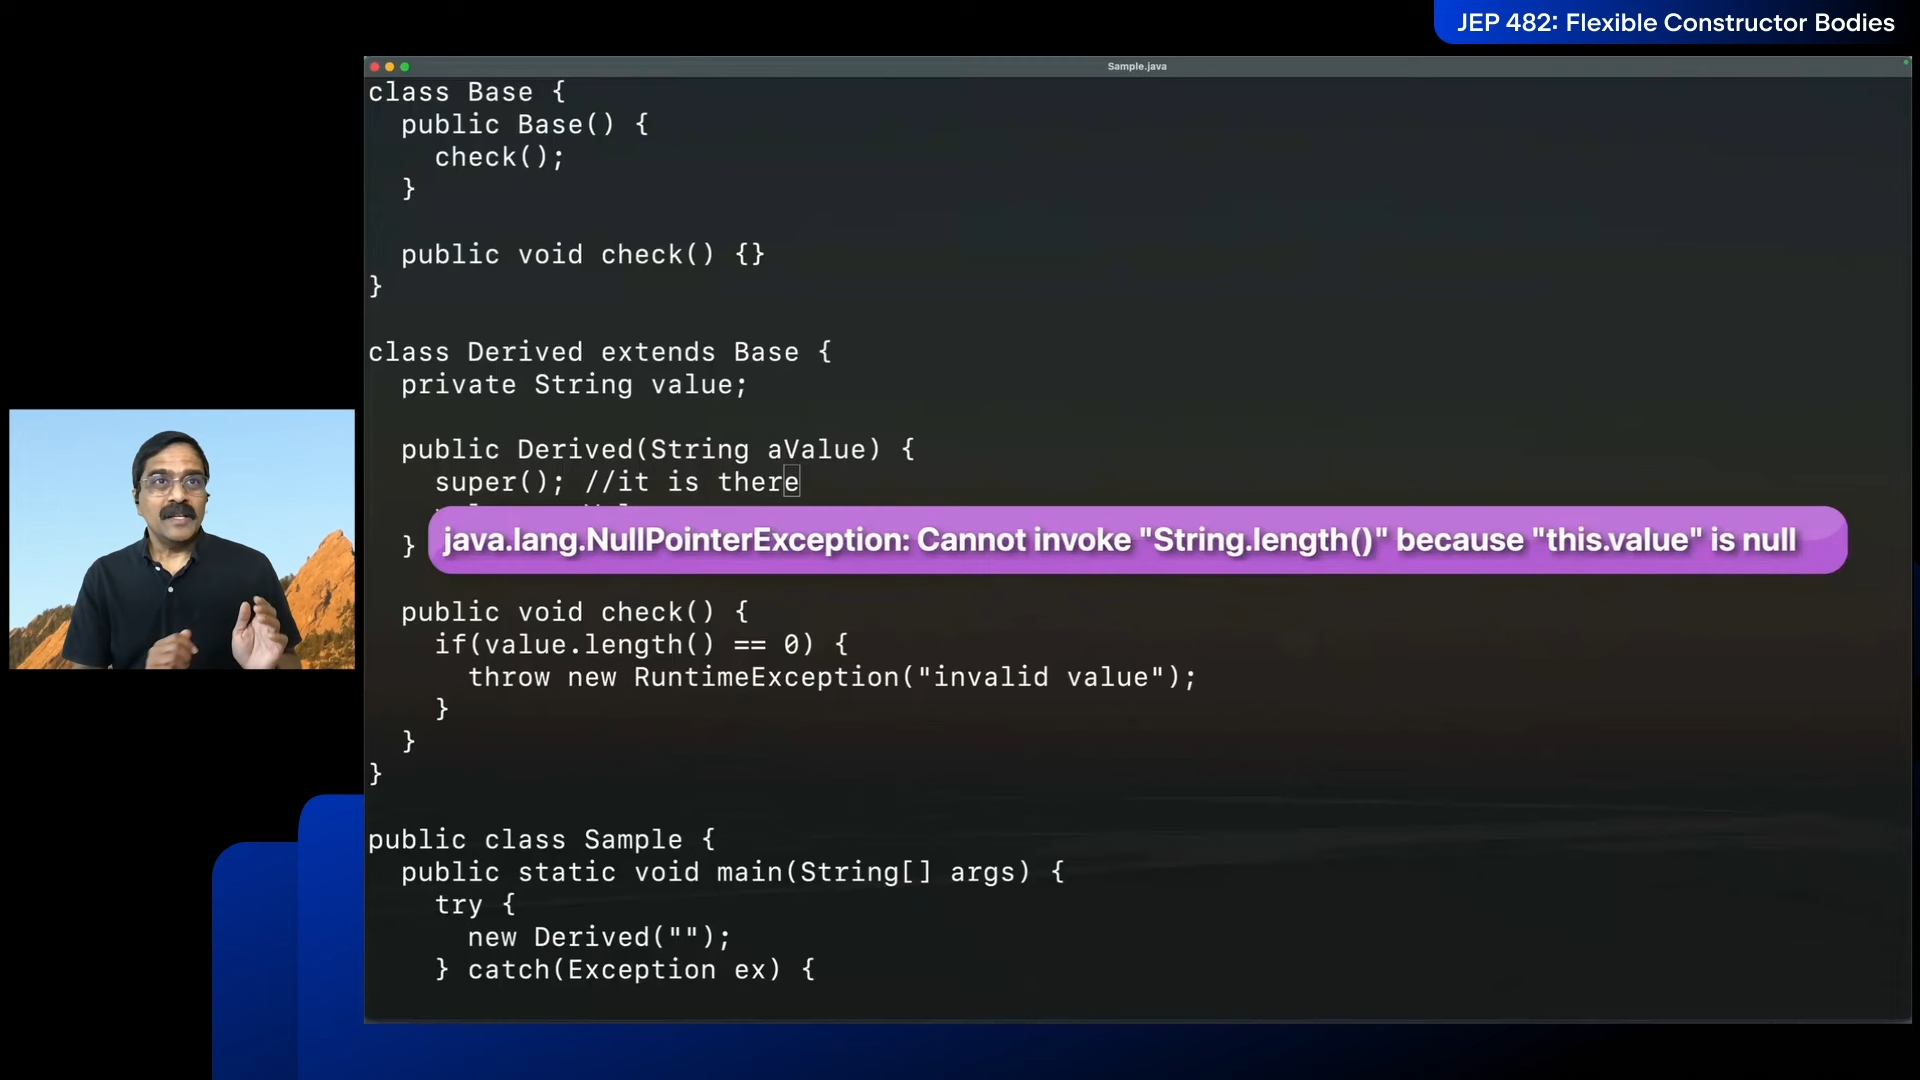 JEP 482: Flexible Constructor Bodies
Sample.java
class Base {
  public Base() {
    check();
  }
  public void check() {}
}
class Derived extends Base {
  private String value;
  public Derived(String aValue) {
    super(); //it is there
  }
java.lang.NullPointerException: Cannot invoke "String.length()" because "this.value" is null
  public void check() {
    if(value.length() == 0) {
      throw new RuntimeException("invalid value");
    }
  }
}
public class Sample {
  public static void main(String[] args) {
    try {
      new Derived("");
    } catch(Exception ex) {